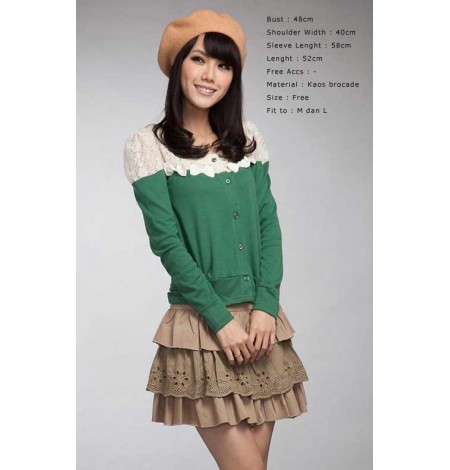 Bust : 48cm
Shoulder Width : 40cm
Sleeve Lenght : 58cm
Lenght : 52cm
Free Accs : -
Material : Kaos brocade
Size : Free
Fit to : M dan L